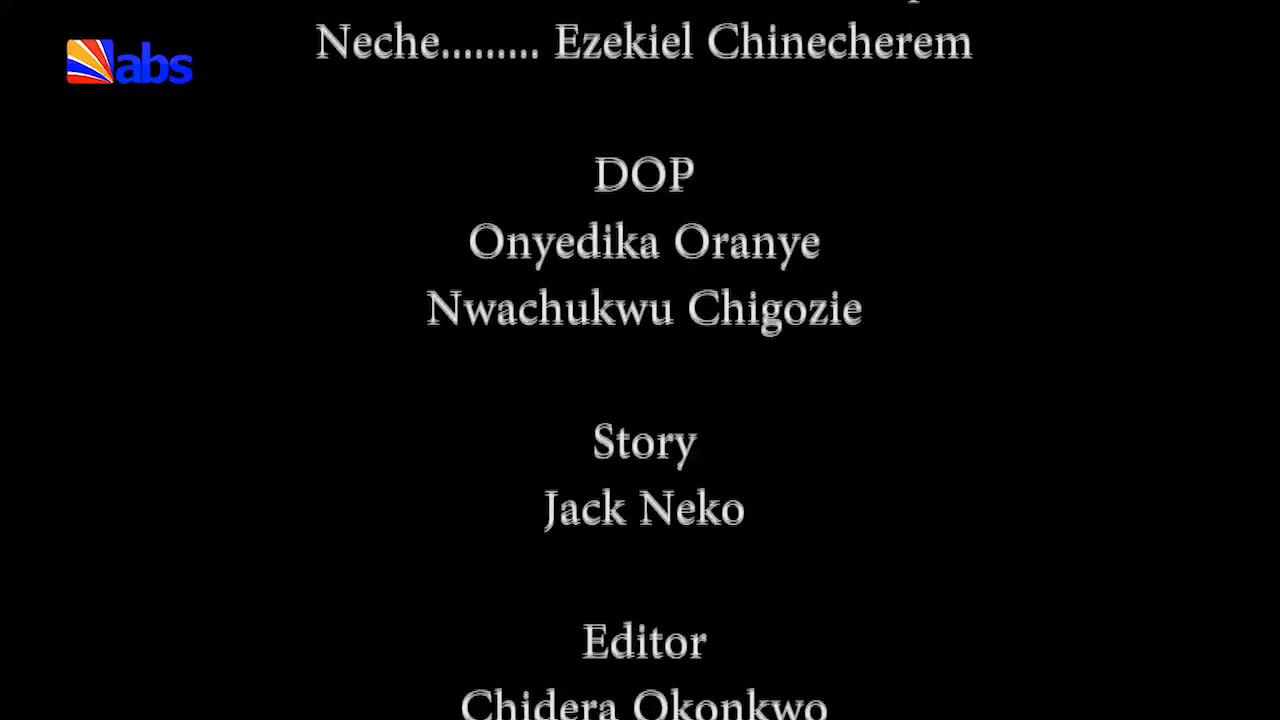 Neche......... Ezekiel Chinecherem
abs
DOP
Onyedika Oranye
Nwachukwu Chigozie
Story
Jack Neko
Editor
Chidera Okonkwo